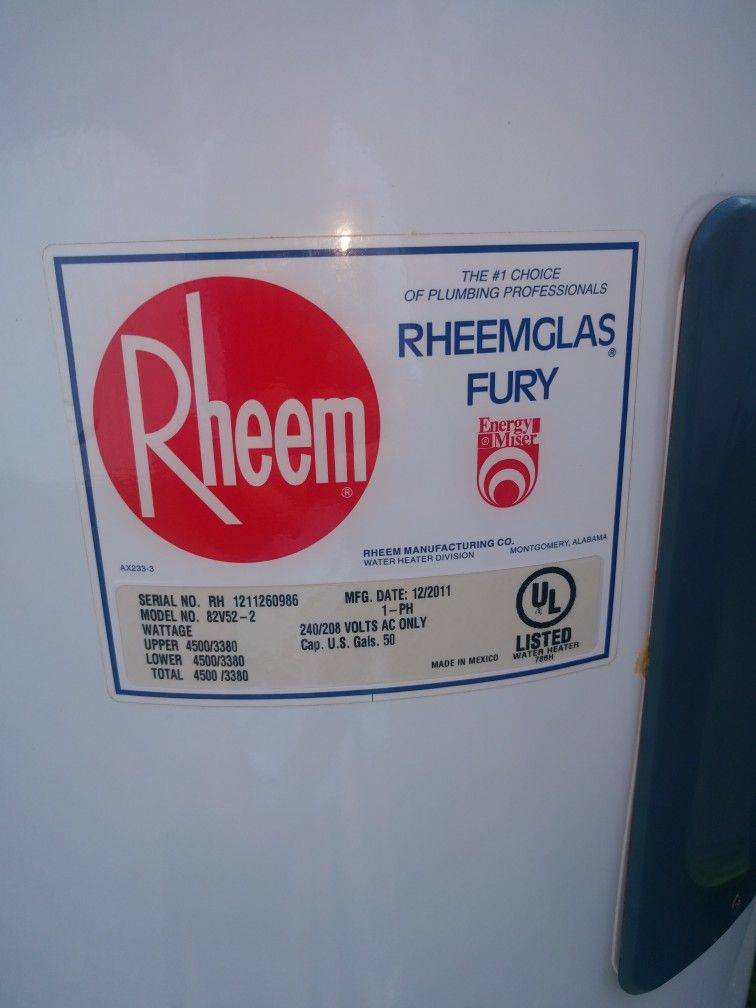 Rheem®
THE #1 CHOICE
OF PLUMBING PROFESSIONALS
RHEEMGLAS®
FURY
Energy
Miser
RHEEM MANUFACTURING CO.
WATER HEATER DIVISION
MONTGOMERY, ALABAMA
AX233-3
SERIAL NO. RH 1211260986
MODEL NO. 82V52-2
WATTAGE
UPPER 4500/3380
LOWER 4500/3380
TOTAL 4500/3380
MFG. DATE: 12/2011
1-PH
240/208 VOLTS AC ONLY
Cap. U.S. Gals. 50
MADE IN MEXICO
UL
LISTED
WATER HEATER
786H